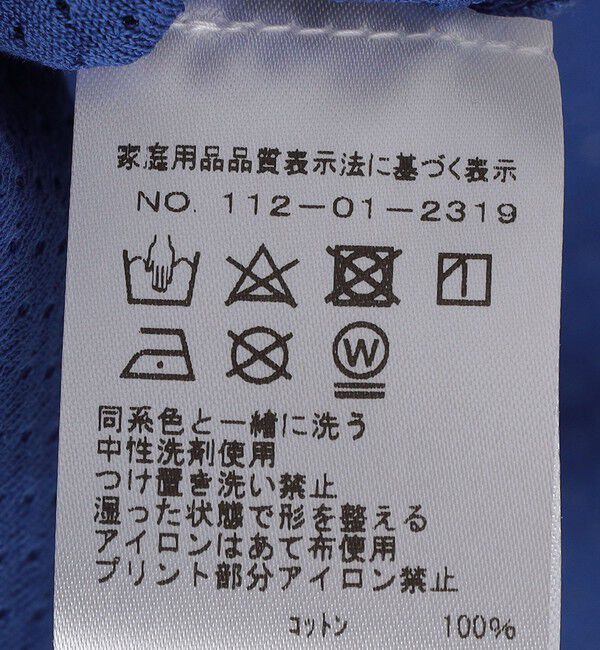 家庭用品品質表示法に基づく表示
NO. 112-01-2319
W
同系色と一緒に洗う
中性洗剤使用
つけ置き洗い禁止
湿った状態で形を整える
アイロンはあて布使用
プリント部分アイロン禁止
コットン 100%